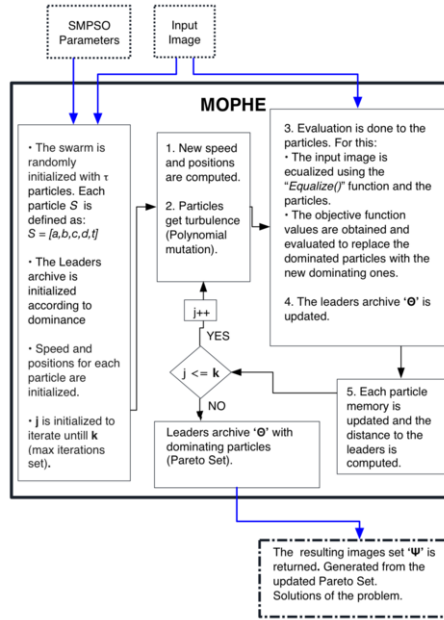 SMPSO
Parameters
Input
Image
MOPHE
• The swarm is
randomly
initialized with τ
particles. Each
particle S is
defined as:
S = [a,b,c,d,t]
• The Leaders
archive is
initialized
according to
dominance
• Speed and
positions for each
particle are
initialized.
• j is initialized to
iterate untill k
(max iterations
set).
1. New speed
and positions
are computed.
2. Particles
get turbulence
(Polynomial
mutation).
j++
YES
j <= k
NO
Leaders archive ‘Θ’ with
dominating particles
(Pareto Set).
3. Evaluation is done to the
particles. For this:
• The input image is
ecualized using the
“Equalize()” function and the
particles.
• The objective function
values are obtained and
evaluated to replace the
dominated particles with the
new dominating ones.
4. The leaders archive ‘Θ’ is
updated.
5. Each particle
memory is
updated and the
distance to the
leaders is
computed.
The resulting images set ‘Ψ’ is
returned. Generated from the
updated Pareto Set.
Solutions of the problem.